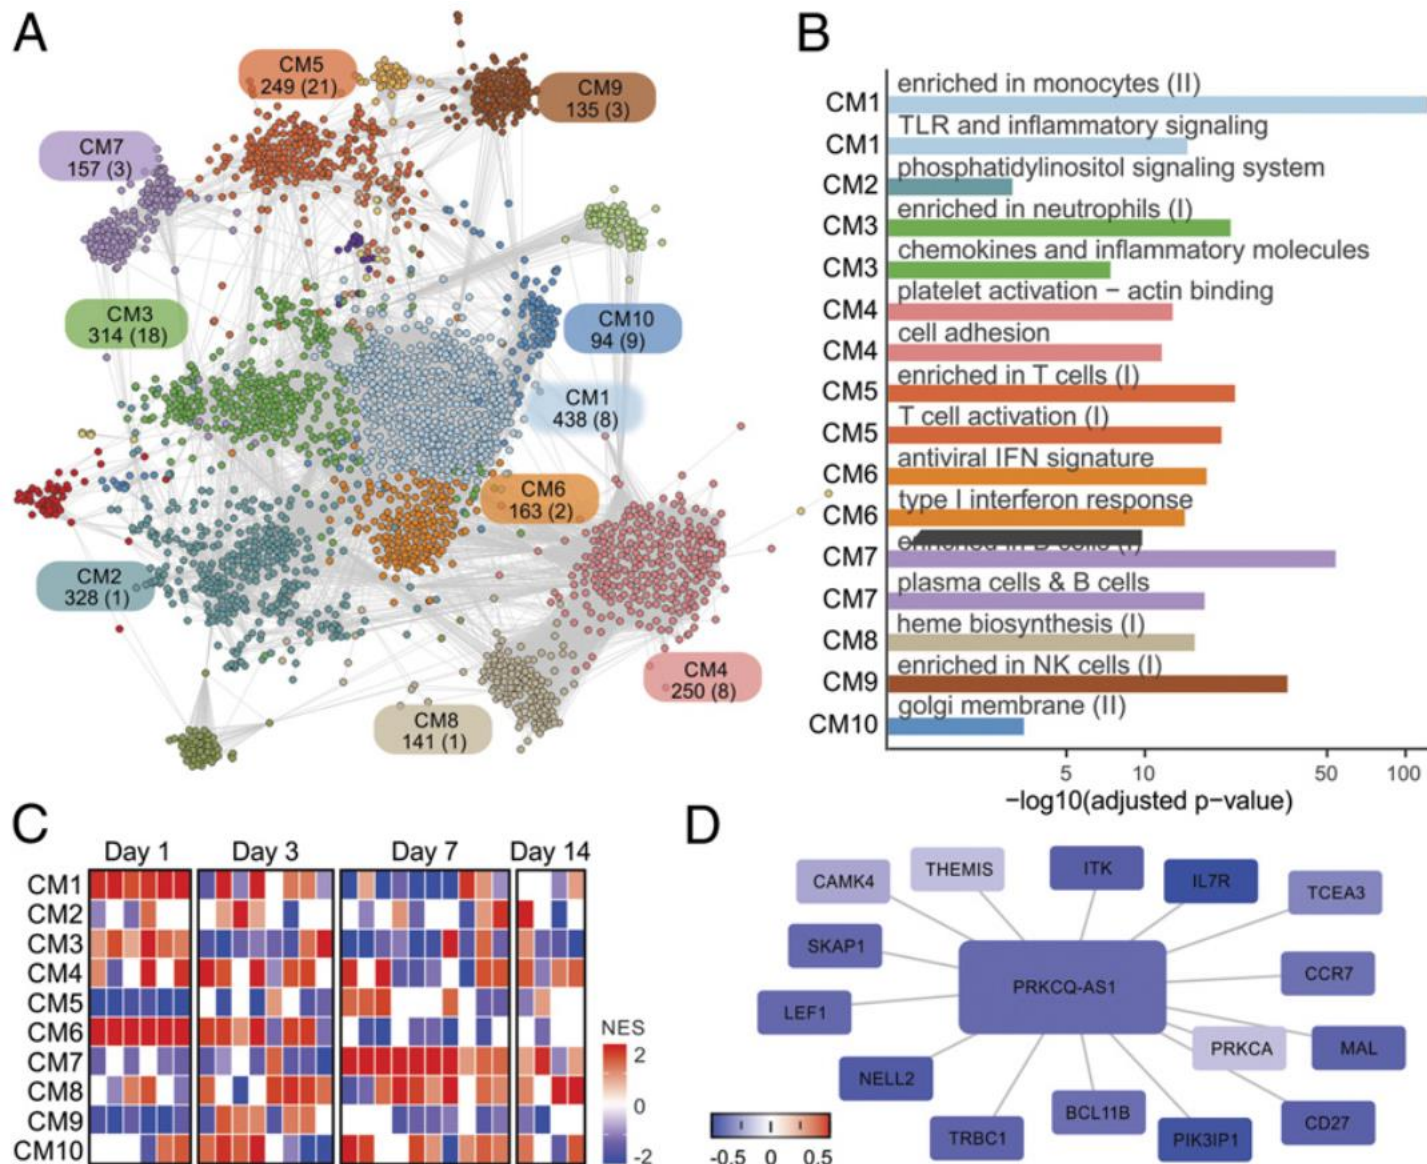 A
CM5
249 (21)
CM9
135 (3)
CM7
157 (3)
CM3
314 (18)
CM10
94 (9)
CM1
438 (8)
CM6
163 (2)
CM2
328 (1)
CM4
250 (8)
CM8
141 (1)
B
CM1 enriched in monocytes (II)
CM1 TLR and inflammatory signaling
CM2 phosphatidylinositol signaling system
CM3 enriched in neutrophils (I)
CM3 chemokines and inflammatory molecules
CM4 platelet activation − actin binding
CM4 cell adhesion
CM5 enriched in T cells (I)
CM5 T cell activation (I)
CM6 antiviral IFN signature
CM6 type I interferon response
CM7
CM7 plasma cells & B cells
CM8 heme biosynthesis (I)
CM9 enriched in NK cells (I)
CM10 golgi membrane (II)
5 10 50 100
−log10(adjusted p−value)
C
Day 1 Day 3 Day 7 Day 14
CM1
CM2
CM3
CM4
CM5
CM6
CM7
CM8
CM9
CM10
NES
2
0
-2
D
CAMK4
THEMIS
ITK
IL7R
TCEA3
SKAP1
PRKCQ-AS1
CCR7
LEF1
PRKCA
MAL
NELL2
TRBC1
BCL11B
PIK3IP1
CD27
-0.5 0 0.5